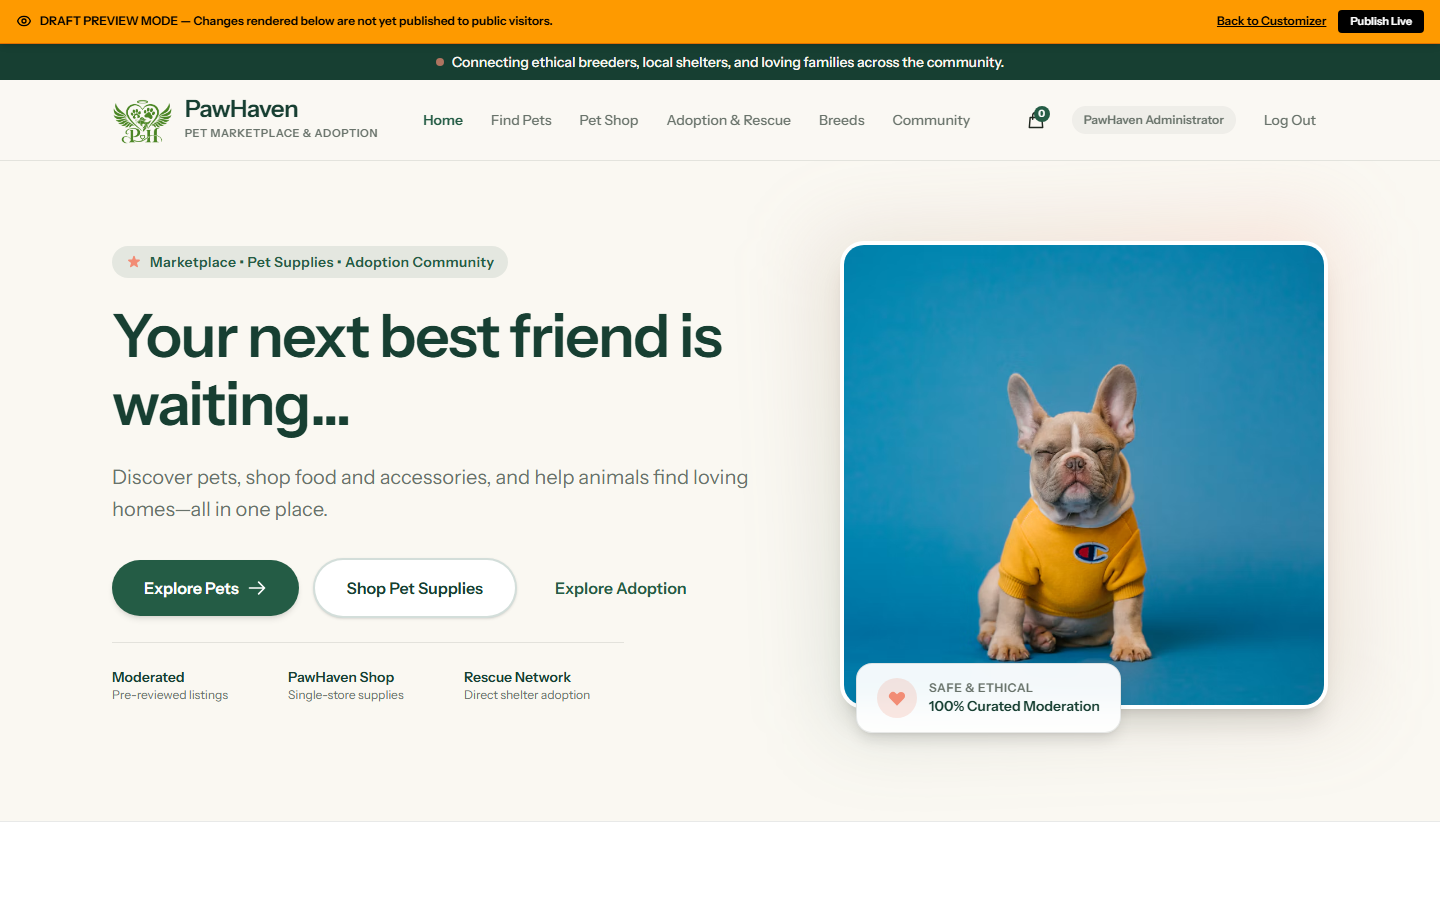 DRAFT PREVIEW MODE — Changes rendered below are not yet published to public visitors.
Back to Customizer
Publish Live
Connecting ethical breeders, local shelters, and loving families across the community.
PawHaven
PET MARKETPLACE & ADOPTION
P H
Home
Find Pets
Pet Shop
Adoption & Rescue
Breeds
Community
0
PawHaven Administrator
Log Out
Marketplace • Pet Supplies • Adoption Community
Your next best friend is
waiting...
Discover pets, shop food and accessories, and help animals find loving
homes—all in one place.
Explore Pets
Shop Pet Supplies
Explore Adoption
Moderated
Pre-reviewed listings
PawHaven Shop
Single-store supplies
Rescue Network
Direct shelter adoption
SAFE & ETHICAL
100% Curated Moderation